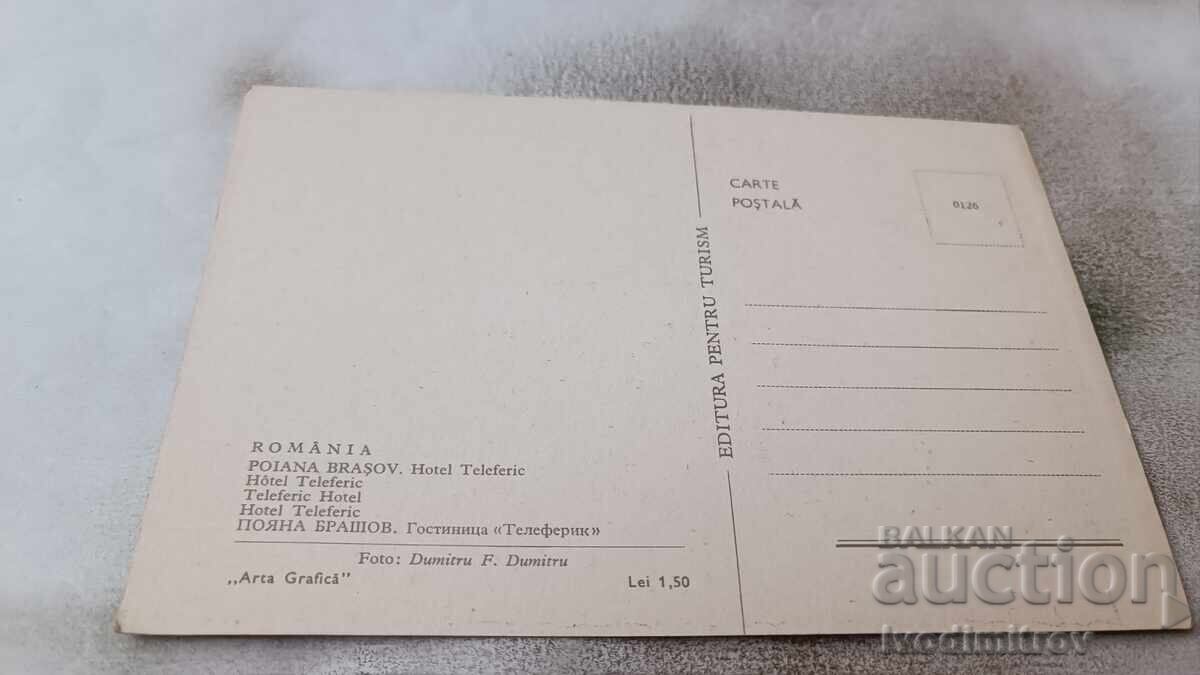 ROMÂNIA
POIANA BRAȘOV. Hotel Teleferic
Hôtel Teleferic
Teleferic Hotel
Hotel Teleferic
ПОЯНА БРАШОВ. Гостиница «Телеферик»
Foto: Dumitru F. Dumitru
„Arta Grafică”
Lei 1,50
EDITURA PENTRU TURISM
CARTE
POȘTALĂ
0126
BALKAN
auction
Ivodimitrov